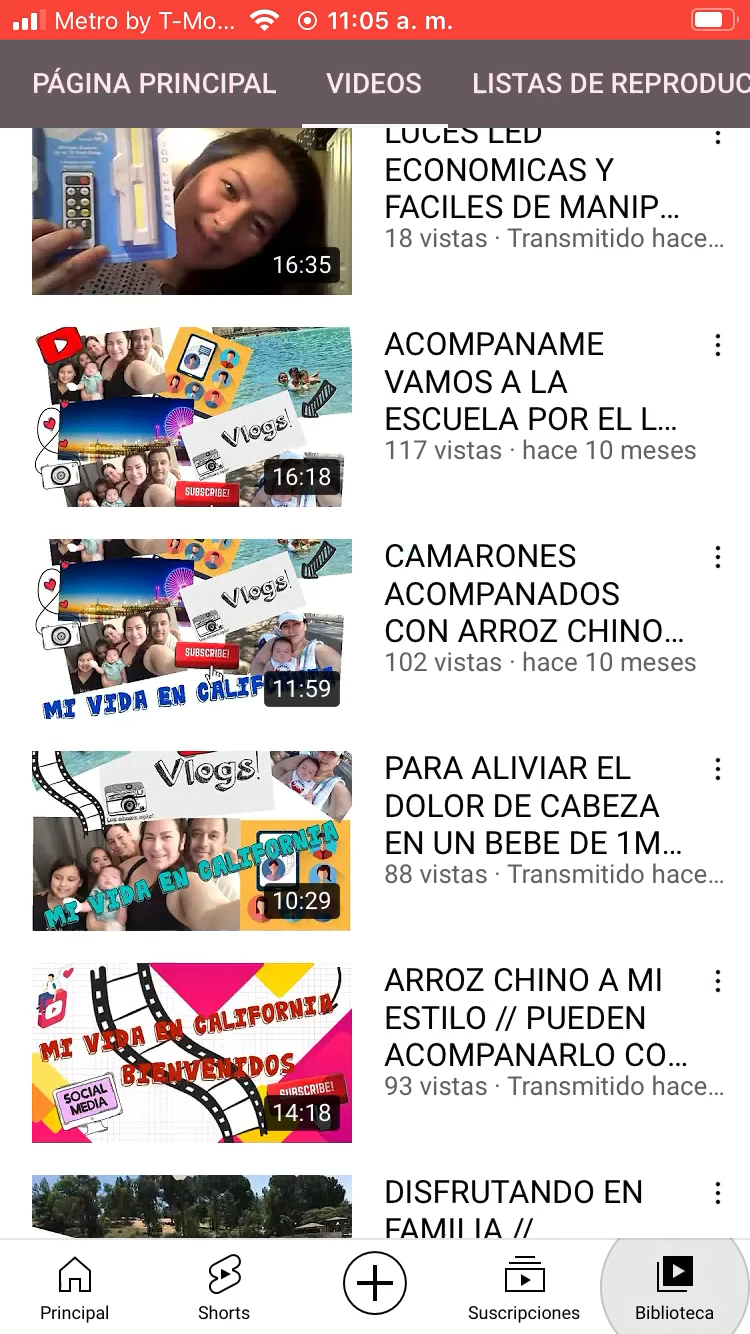 Metro by T-Mo... 11:05 a. m.
PÁGINA PRINCIPAL VIDEOS LISTAS DE REPRODUC
LUCES LED
ECONOMICAS Y
FACILES DE MANIP...
18 vistas · Transmitido hace...
16:35
ACOMPANAME
VAMOS A LA
ESCUELA POR EL L...
117 vistas · hace 10 meses
Vlogs!
SUBSCRIBE!
16:18
CAMARONES
ACOMPANADOS
CON ARROZ CHINO...
102 vistas · hace 10 meses
Vlogs!
SUBSCRIBE!
MI VIDA EN CALIF
11:59
PARA ALIVIAR EL
DOLOR DE CABEZA
EN UN BEBE DE 1M...
88 vistas · Transmitido hace...
Vlogs!
MI VIDA EN CALIFORNIA
10:29
ARROZ CHINO A MI
ESTILO // PUEDEN
ACOMPANARLO CO...
93 vistas · Transmitido hace...
MI VIDA EN CALIFORNIA
BIENVENIDOS
SOCIAL
MEDIA
SUBSCRIBE!
14:18
DISFRUTANDO EN
FAMILIA //
Principal Shorts Suscripciones Biblioteca